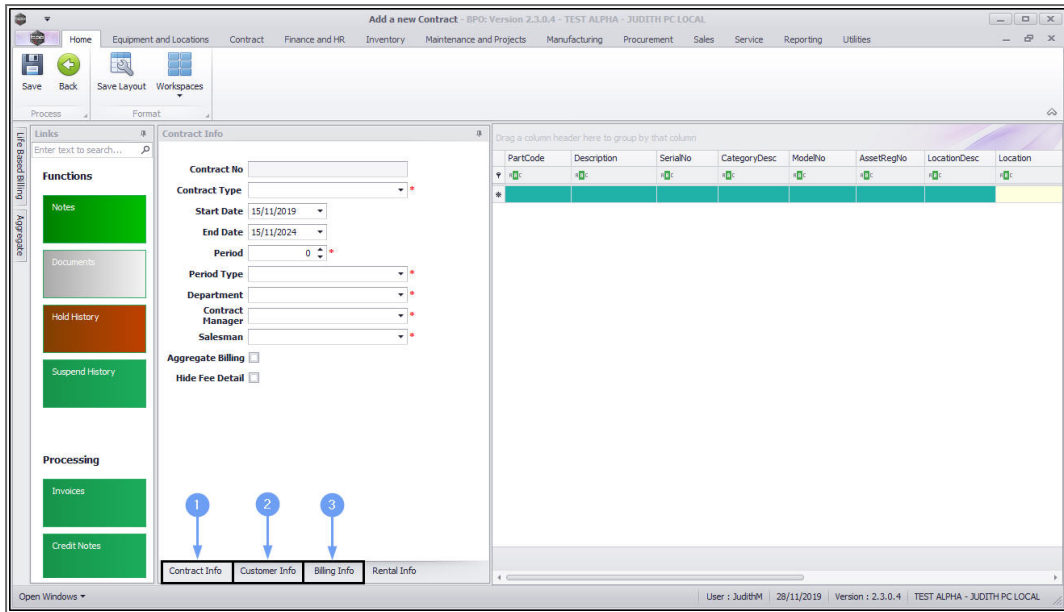 Add a new Contract - BPO: Version 2.3.0.4 - TEST ALPHA - JUDITH PC LOCAL
Home Equipment and Locations Contract Finance and HR Inventory Maintenance and Projects Manufacturing Procurement Sales Service Reporting Utilities
Save Back Save Layout Workspaces
Process Format
Life Based Billing
Aggregate
Links
Enter text to search...
Functions
Notes
Documents
Hold History
Suspend History
Processing
Invoices
Credit Notes
Contract Info
Contract No
Contract Type *
Start Date 15/11/2019
End Date 15/11/2024
Period 0 *
Period Type *
Department *
Contract
Manager *
Salesman *
Aggregate Billing
Hide Fee Detail
1 2 3
Contract Info Customer Info Billing Info Rental Info
Drag a column header here to group by that column
PartCode Description SerialNo CategoryDesc ModelNo AssetRegNo LocationDesc Location
Open Windows
User : JudithM 28/11/2019 Version : 2.3.0.4 TEST ALPHA - JUDITH PC LOCAL